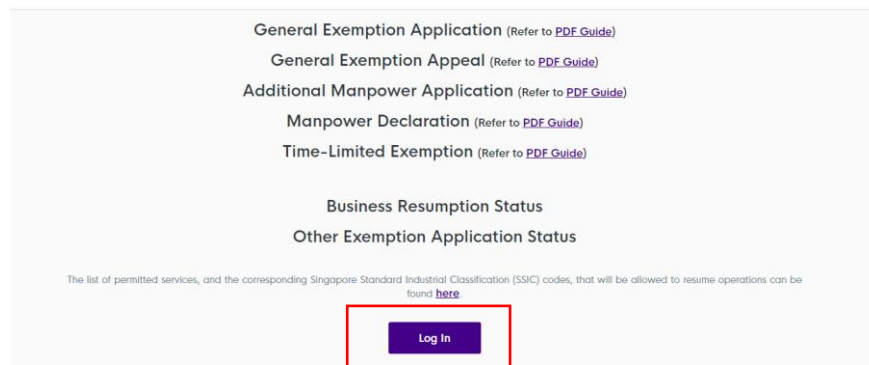 General Exemption Application (Refer to PDF Guide)
General Exemption Appeal (Refer to PDF Guide)
Additional Manpower Application (Refer to PDF Guide)
Manpower Declaration (Refer to PDF Guide)
Time-Limited Exemption (Refer to PDF Guide)
Business Resumption Status
Other Exemption Application Status
The list of permitted services, and the corresponding Singapore Standard Industrial Classification (SSIC) codes, that will be allowed to resume operations can be
found here.
Log In